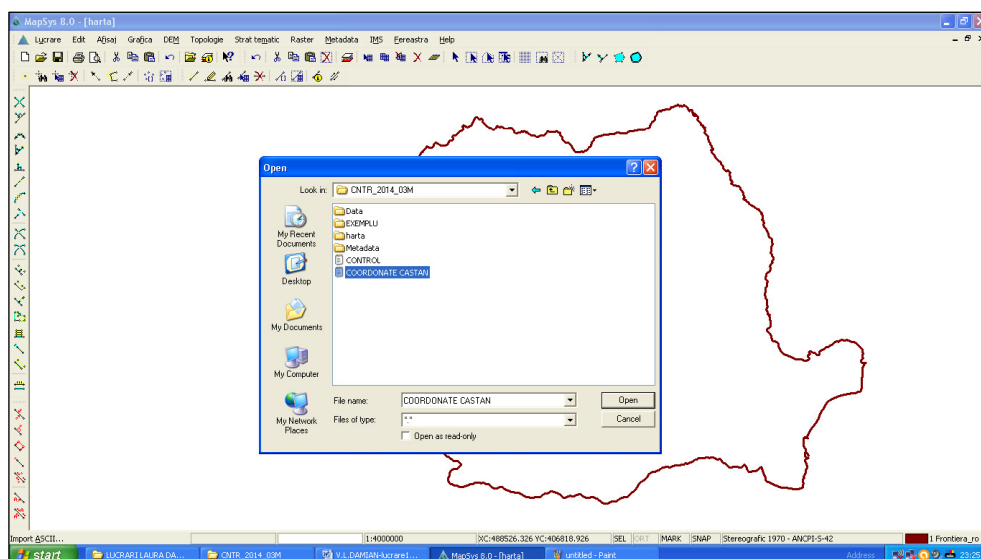 MapSys 8.0 - [harta]
Lucrare Edit Afisaj Grafica DEM Topologie Strat tematic Raster Metadata IMS Fereastra Help
Open
Look in: CNTR_2014_03M
My Recent Documents
Desktop
My Documents
My Computer
My Network Places
Data
EXEMPLU
harta
Metadata
CONTROL
COORDONATE CASTAN
File name: COORDONATE CASTAN Open
Files of type: *.* Cancel
Open as read-only
Import ASCII... 1:4000000 XC:488526.326 YC:406818.926 SEL ORT MARK SNAP Stereografic 1970 - ANCPI-S-42 1 Frontiera_ro
start LUCRARI LAURA DA... CNTR_2014_03M V.L.DAMIAN-lucrare I... MapSys 8.0 - [harta] untitled - Paint Address 23:25